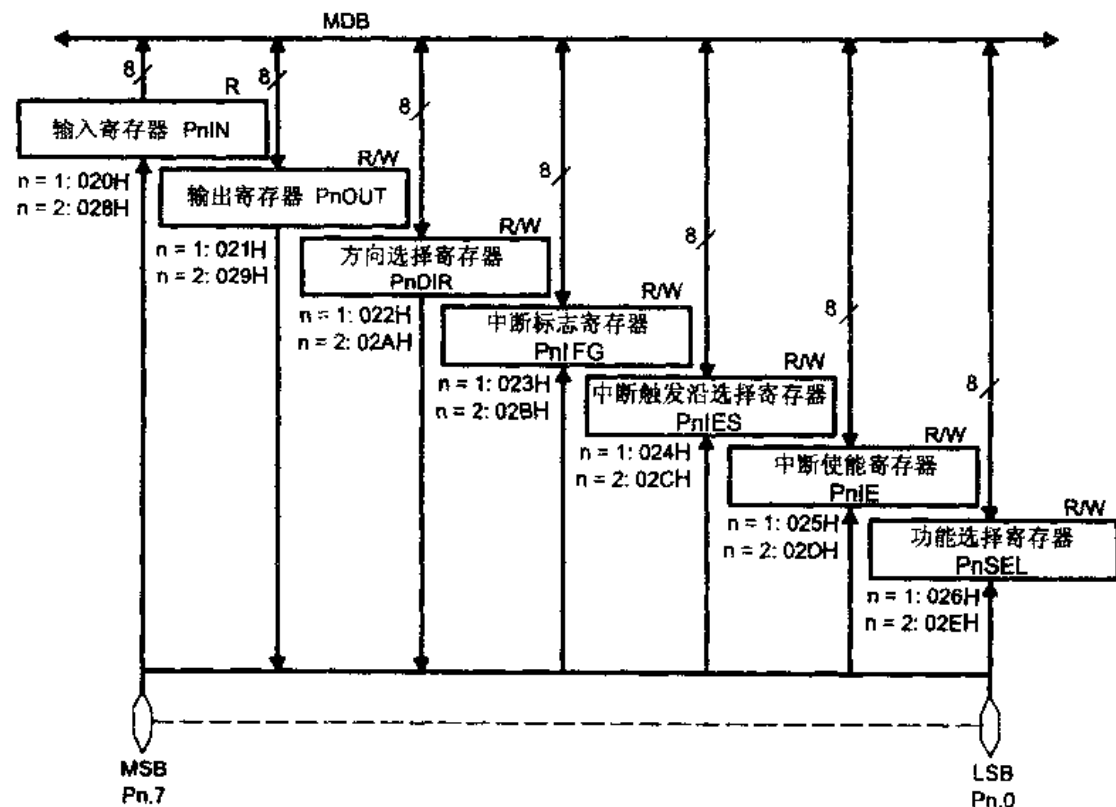 MDB
8
8
8
8
8
8
8
R
输入寄存器 PnIN
n = 1: 020H
n = 2: 028H
R/W
输出寄存器 PnOUT
n = 1: 021H
n = 2: 029H
R/W
方向选择寄存器
PnDIR
n = 1: 022H
n = 2: 02AH
R/W
中断标志寄存器
PnIFG
n = 1: 023H
n = 2: 02BH
R/W
中断触发沿选择寄存器
PnIES
n = 1: 024H
n = 2: 02CH
R/W
中断使能寄存器
PnIE
n = 1: 025H
n = 2: 02DH
R/W
功能选择寄存器
PnSEL
n = 1: 026H
n = 2: 02EH
MSB
Pn.7
LSB
Pn.0